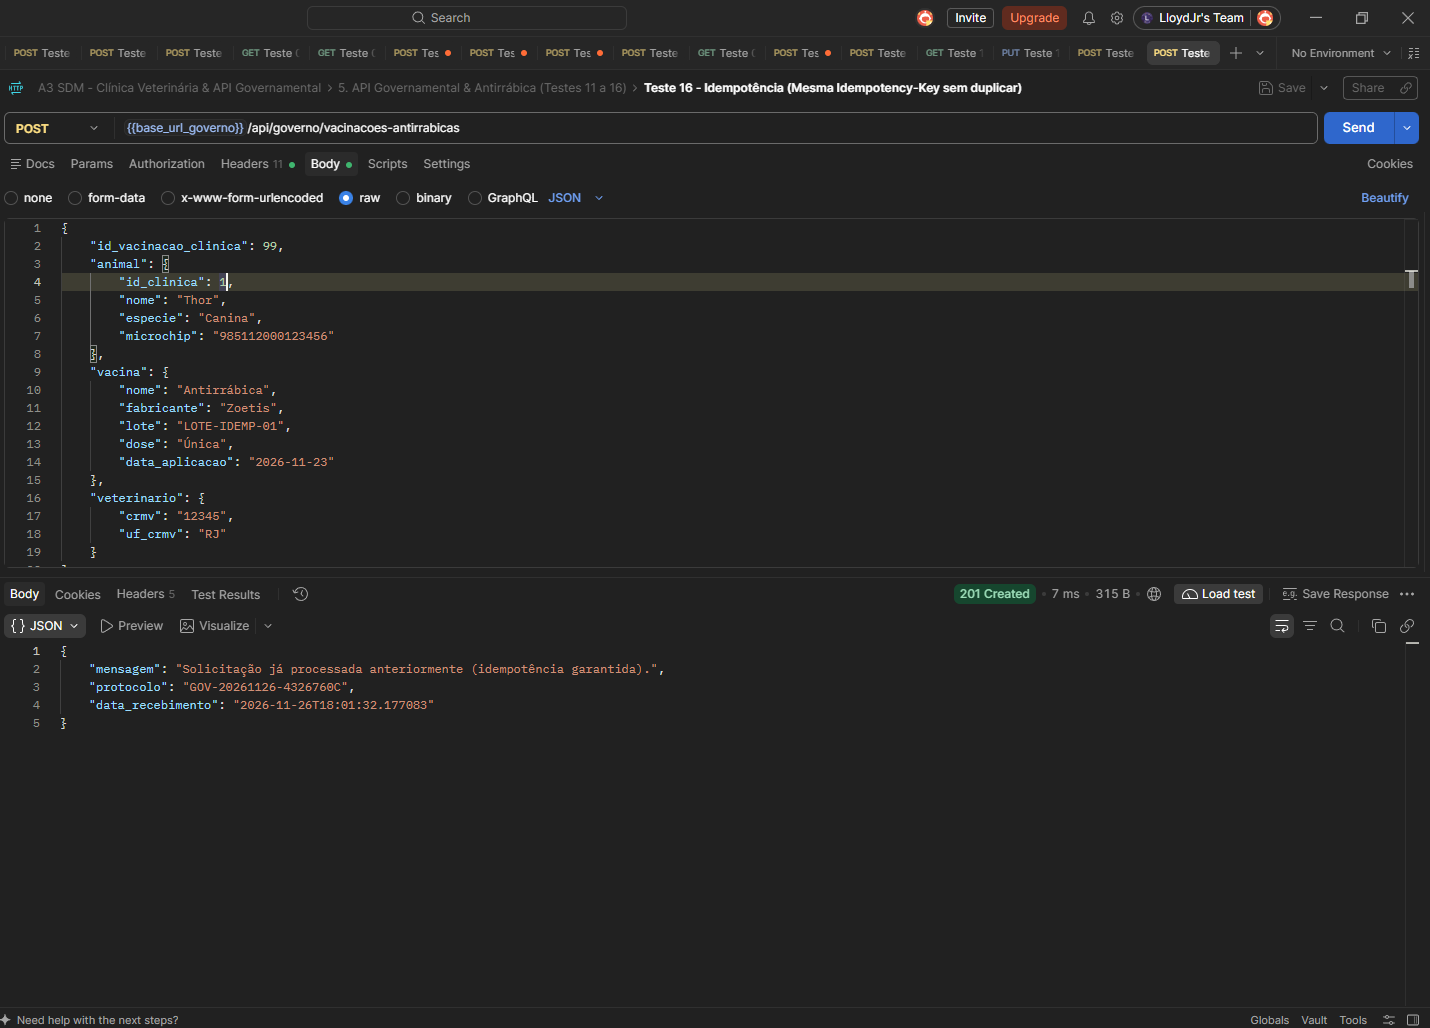 Search
Invite
Upgrade
LloydJr's Team
POST Teste
POST Teste
POST Teste
GET Teste
GET Teste
POST Tes
POST Tes
POST Tes
POST Teste
GET Teste
POST Tes
POST Teste
GET Teste
PUT Teste
POST Teste
POST Teste
No Environment
HTTP
A3 SDM - Clínica Veterinária & API Governamental > 5. API Governamental & Antirrábica (Testes 11 a 16) > Teste 16 - Idempotência (Mesma Idempotency-Key sem duplicar)
Save
Share
POST
{{base_url_governo}} /api/governo/vacinacoes-antirrabicas
Send
Docs
Params
Authorization
Headers 11
Body
Scripts
Settings
Cookies
none
form-data
x-www-form-urlencoded
raw
binary
GraphQL
JSON
Beautify
1 {
2 "id_vacinacao_clinica": 99,
3 "animal": {
4 "id_clinica": 1,
5 "nome": "Thor",
6 "especie": "Canina",
7 "microchip": "985112000123456"
8 },
9 "vacina": {
10 "nome": "Antirrábica",
11 "fabricante": "Zoetis",
12 "lote": "LOTE-IDEMP-01",
13 "dose": "Única",
14 "data_aplicacao": "2026-11-23"
15 },
16 "veterinario": {
17 "crmv": "12345",
18 "uf_crmv": "RJ"
19 }
Body
Cookies
Headers 5
Test Results
201 Created
7 ms
315 B
Load test
e.g. Save Response
{} JSON
Preview
Visualize
1 {
2 "mensagem": "Solicitação já processada anteriormente (idempotência garantida).",
3 "protocolo": "GOV-20261126-4326760C",
4 "data_recebimento": "2026-11-26T18:01:32.177083"
5 }
Need help with the next steps?
Globals
Vault
Tools